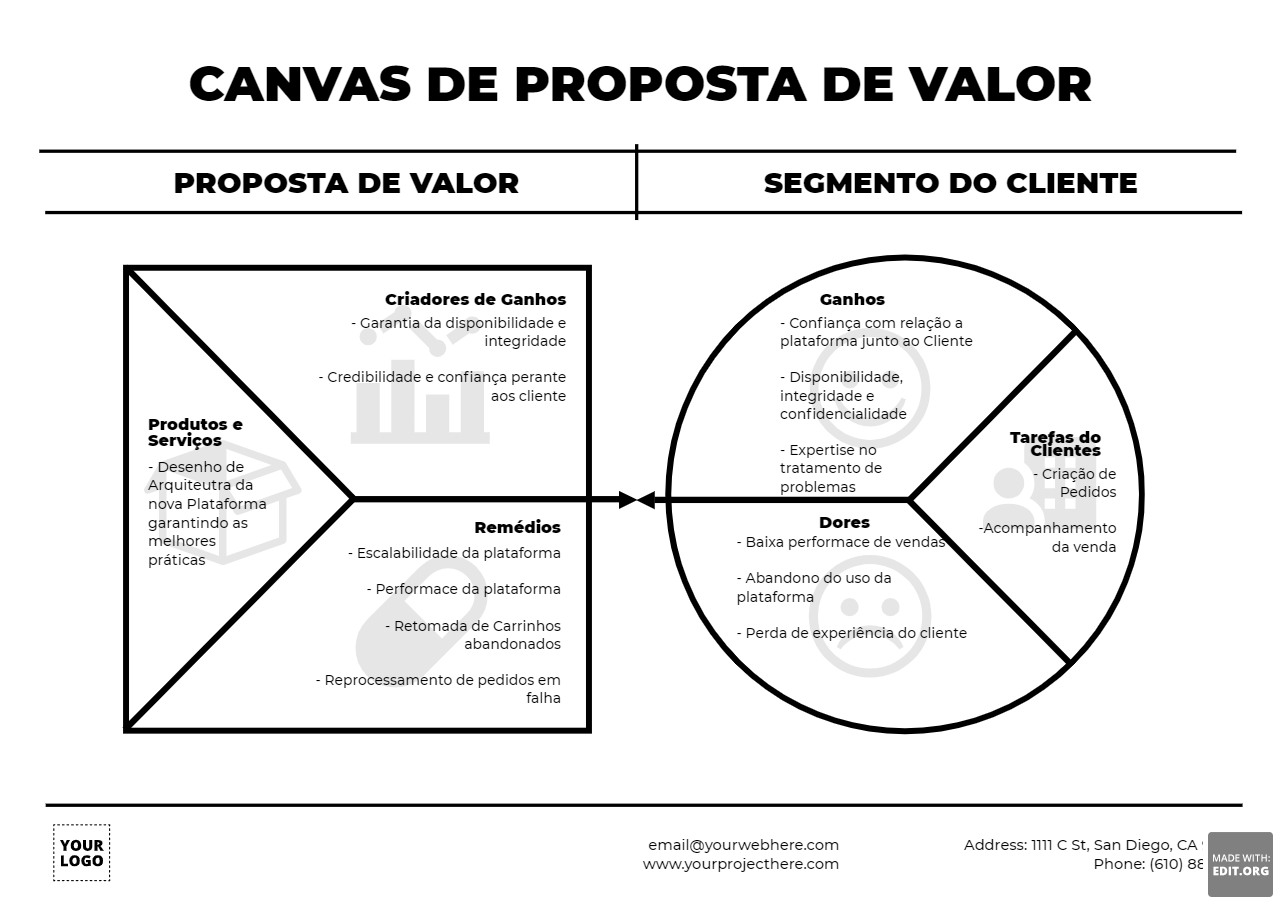 CANVAS DE PROPOSTA DE VALOR
PROPOSTA DE VALOR
SEGMENTO DO CLIENTE
Criadores de Ganhos
- Garantia da disponibilidade e
integridade
- Credibilidade e confiança perante
aos cliente
Produtos e
Serviços
- Desenho de
Arquiteutra da
nova Plataforma
garantindo as
melhores
práticas
Remédios
- Escalabilidade da plataforma
- Performace da plataforma
- Retomada de Carrinhos
abandonados
- Reprocessamento de pedidos em
falha
Ganhos
- Confiança com relação a
plataforma junto ao Cliente
- Disponibilidade,
integridade e
confidencialidade
- Expertise no
tratamento de
problemas
Tarefas do
Clientes
- Criação de
Pedidos
-Acompanhamento
da venda
Dores
- Baixa performace de vendas
- Abandono do uso da
plataforma
- Perda de experiência do cliente
YOUR
LOGO
email@yourwebhere.com
www.yourprojecthere.com
Address: 1111 C St, San Diego, CA
Phone: (610) 88
MADE WITH:
EDIT.ORG